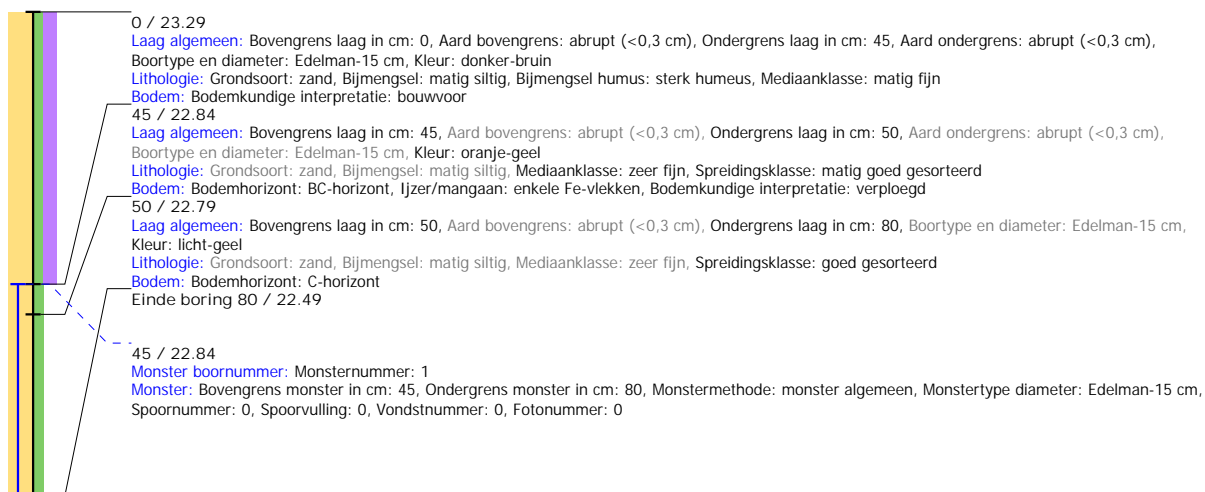 0 / 23.29
Laag algemeen: Bovengrens laag in cm: 0, Aard bovengrens: abrupt (<0,3 cm), Ondergrens laag in cm: 45, Aard ondergrens: abrupt (<0,3 cm),
Boortype en diameter: Edelman-15 cm, Kleur: donker-bruin
Lithologie: Grondsoort: zand, Bijmengsel: matig siltig, Bijmengsel humus: sterk humeus, Mediaanklasse: matig fijn
Bodem: Bodemkundige interpretatie: bouwvoor
45 / 22.84
Laag algemeen: Bovengrens laag in cm: 45, Aard bovengrens: abrupt (<0,3 cm), Ondergrens laag in cm: 50, Aard ondergrens: abrupt (<0,3 cm),
Boortype en diameter: Edelman-15 cm, Kleur: oranje-geel
Lithologie: Grondsoort: zand, Bijmengsel: matig siltig, Mediaanklasse: zeer fijn, Spreidingsklasse: matig goed gesorteerd
Bodem: Bodemhorizont: BC-horizont, Ijzer/mangaan: enkele Fe-vlekken, Bodemkundige interpretatie: verploegd
50 / 22.79
Laag algemeen: Bovengrens laag in cm: 50, Aard bovengrens: abrupt (<0,3 cm), Ondergrens laag in cm: 80, Boortype en diameter: Edelman-15 cm,
Kleur: licht-geel
Lithologie: Grondsoort: zand, Bijmengsel: matig siltig, Mediaanklasse: zeer fijn, Spreidingsklasse: goed gesorteerd
Bodem: Bodemhorizont: C-horizont
Einde boring 80 / 22.49
45 / 22.84
Monster boornummer: Monsternummer: 1
Monster: Bovengrens monster in cm: 45, Ondergrens monster in cm: 80, Monstermethode: monster algemeen, Monstertype diameter: Edelman-15 cm,
Spoornummer: 0, Spoorvulling: 0, Vondstnummer: 0, Fotonummer: 0